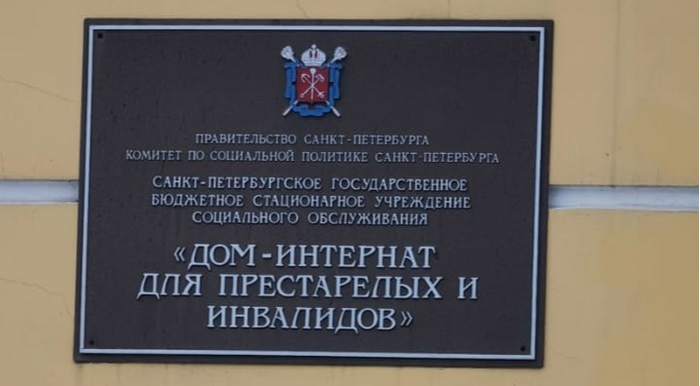 ПРАВИТЕЛЬСТВО САНКТ-ПЕТЕРБУРГА
КОМИТЕТ ПО СОЦИАЛЬНОЙ ПОЛИТИКЕ САНКТ-ПЕТЕРБУРГА
САНКТ-ПЕТЕРБУРГСКОЕ ГОСУДАРСТВЕННОЕ
БЮДЖЕТНОЕ СТАЦИОНАРНОЕ УЧРЕЖДЕНИЕ
СОЦИАЛЬНОГО ОБСЛУЖИВАНИЯ
«ДОМ-ИНТЕРНАТ
ДЛЯ ПРЕСТАРЕЛЫХ И
ИНВАЛИДОВ»